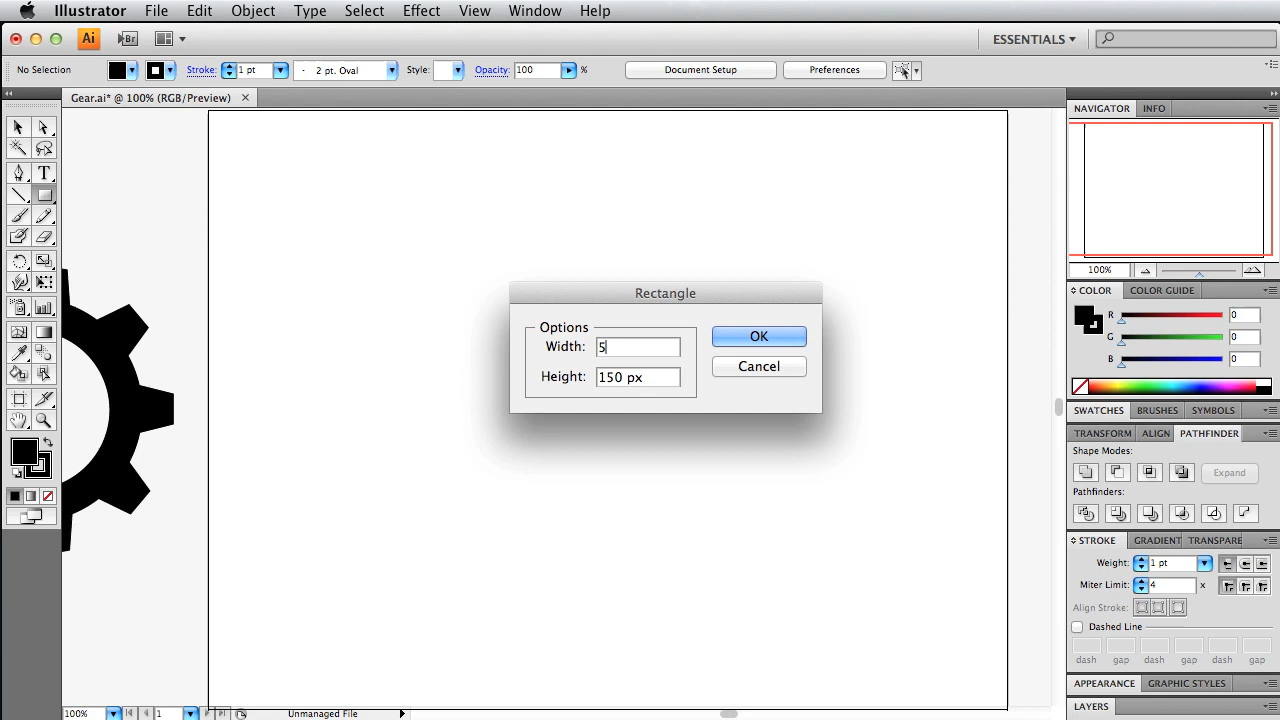 Illustrator File Edit Object Type Select Effect View Window Help
Ai Br ESSENTIALS
No Selection Stroke: 1 pt 2 pt. Oval Style: Opacity: 100 % Document Setup Preferences
Gear.ai* @ 100% (RGB/Preview)
NAVIGATOR INFO
T
100%
Rectangle
Options
Width: 5
Height: 150 px
OK
Cancel
COLOR COLOR GUIDE
R 0
G 0
B 0
SWATCHES BRUSHES SYMBOLS
TRANSFORM ALIGN PATHFINDER
Shape Modes:
Expand
Pathfinders:
STROKE GRADIENT TRANSPARE
Weight: 1 pt
Miter Limit: 4 x
Align Stroke:
Dashed Line
dash gap dash gap dash gap
APPEARANCE GRAPHIC STYLES
LAYERS
100% 1 Unmanaged File